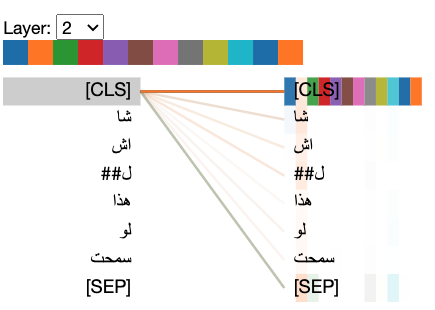 Layer: 2
[CLS] [CLS]
شا شا
اش اش
##ل ##ل
هذا هذا
لو لو
سمحت سمحت
[SEP] [SEP]